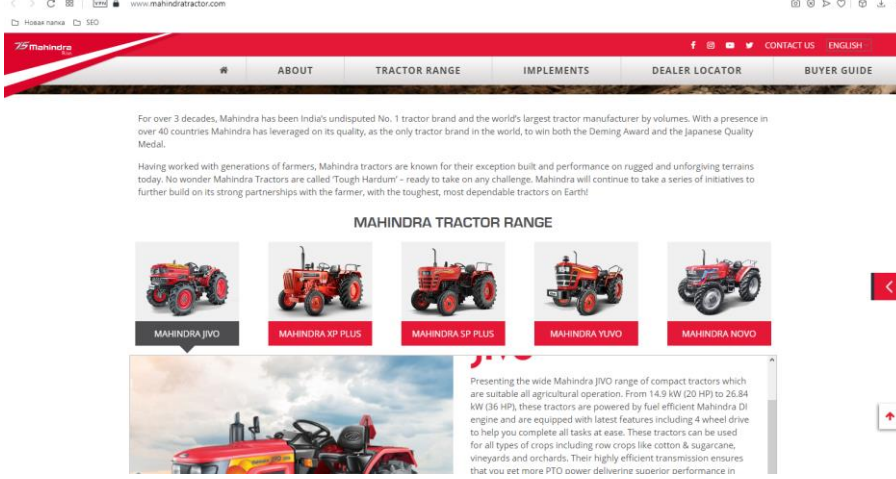 VPN
www.mahindratractor.com
Новая папка
SEO
75 Mahindra
Rise.
CONTACT US
ENGLISH
ABOUT
TRACTOR RANGE
IMPLEMENTS
DEALER LOCATOR
BUYER GUIDE
For over 3 decades, Mahindra has been India's undisputed No. 1 tractor brand and the world's largest tractor manufacturer by volumes. With a presence in
over 40 countries Mahindra has leveraged on its quality, as the only tractor brand in the world, to win both the Deming Award and the Japanese Quality
Medal.
Having worked with generations of farmers, Mahindra tractors are known for their exception built and performance on rugged and unforgiving terrains
today. No wonder Mahindra Tractors are called 'Tough Hardum' – ready to take on any challenge. Mahindra will continue to take a series of initiatives to
further build on its strong partnerships with the farmer, with the toughest, most dependable tractors on Earth!
MAHINDRA TRACTOR RANGE
MAHINDRA JIVO
MAHINDRA XP PLUS
MAHINDRA SP PLUS
MAHINDRA YUVO
MAHINDRA NOVO
JIVO
Presenting the wide Mahindra JIVO range of compact tractors which
are suitable all agricultural operation. From 14.9 kW (20 HP) to 26.84
kW (36 HP), these tractors are powered by fuel efficient Mahindra DI
engine and are equipped with latest features including 4 wheel drive
to help you complete all tasks at ease. These tractors can be used
for all types of crops including row crops like cotton & sugarcane,
vineyards and orchards. Their highly efficient transmission ensures
that you get more PTO power delivering superior performance in